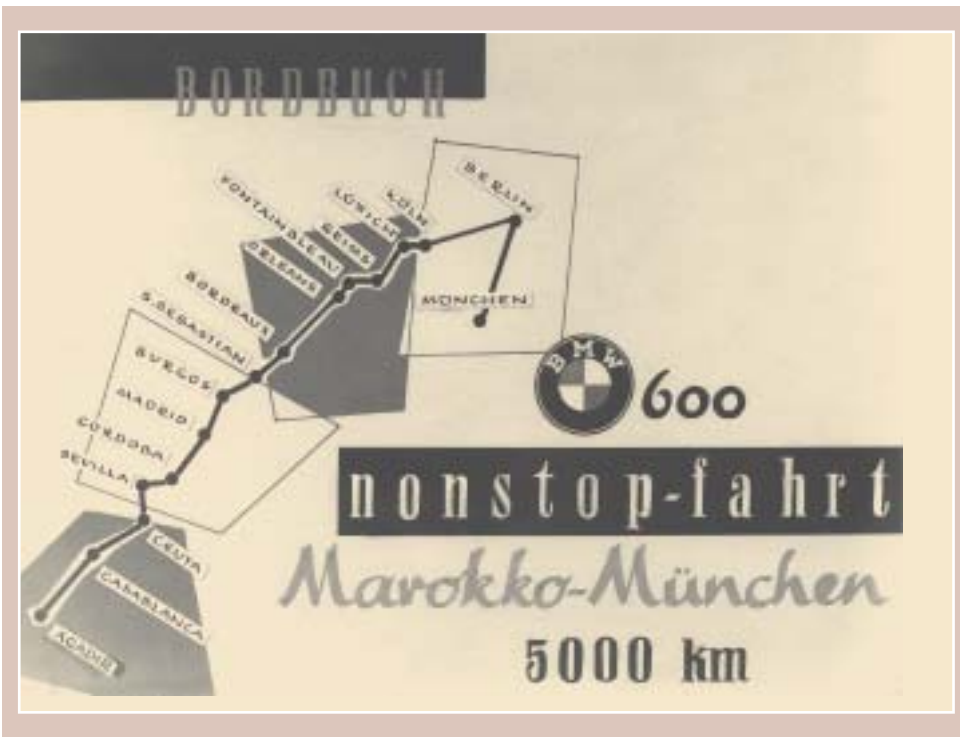 BORDBUCH
BERLIN
KÖLN
LÜTTICH
REIMS
FONTAINBLEAU
ORLEANS
MÜNCHEN
BORDEAUX
S.SEBASTIAN
BURGOS
MADRID
CORDOBA
SEVILLA
CEUTA
CASABLANCA
AGADIR
BMW 600
nonstop-fahrt
Marokko-München
5000 km